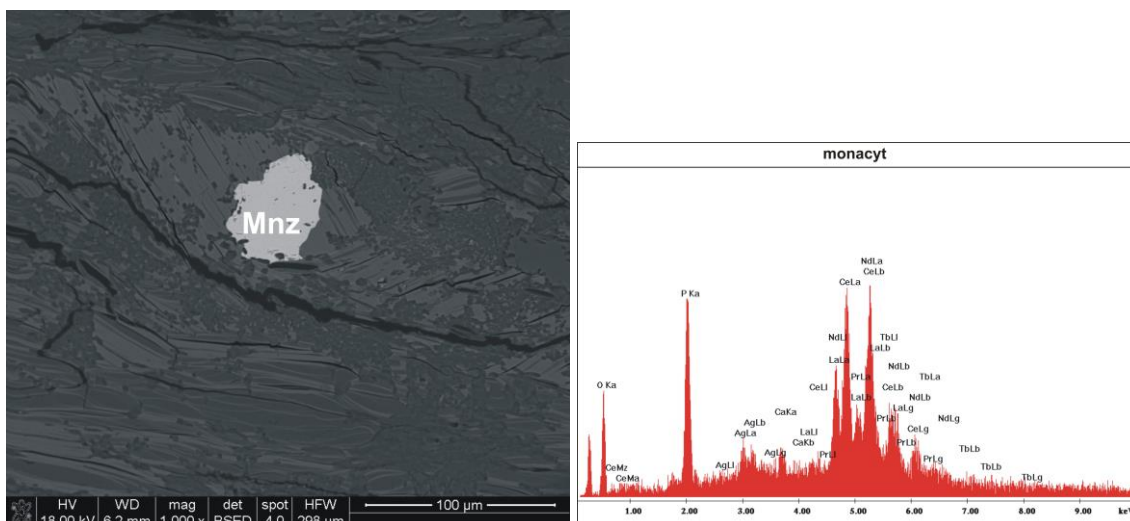 Mnz
HV WD mag det spot HFW
18.00 kV 6.2 mm 1 000 x BSED 4.0 298 µm
100 µm
monacyt
NdLa
CeLb
CeLa
P Ka
NdLl
TbLl
LaLb
LaLa
NdLb
PrLa
TbLa
O Ka
CeLl
CeLb
NdLb
LaLb
LaGg
CaKa
AgLb
PrLb
NdLg
AgLa
LaLl
CeLg
CaKb
PrLb
AgLg
PrLl
TbLb
CeMz
AgLl
PrLg
TbLb
CeMa
TbLg
1.00 2.00 3.00 4.00 5.00 6.00 7.00 8.00 9.00 keV